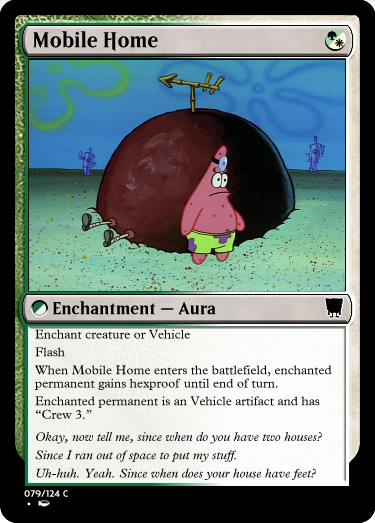 Mobile Home
Enchantment — Aura
Enchant creature or Vehicle
Flash
When Mobile Home enters the battlefield, enchanted
permanent gains hexproof until end of turn.
Enchanted permanent is an Vehicle artifact and has
“Crew 3.”
Okay, now tell me, since when do you have two houses?
Since I ran out of space to put my stuff.
Uh-huh. Yeah. Since when does your house have feet?
079/124 C